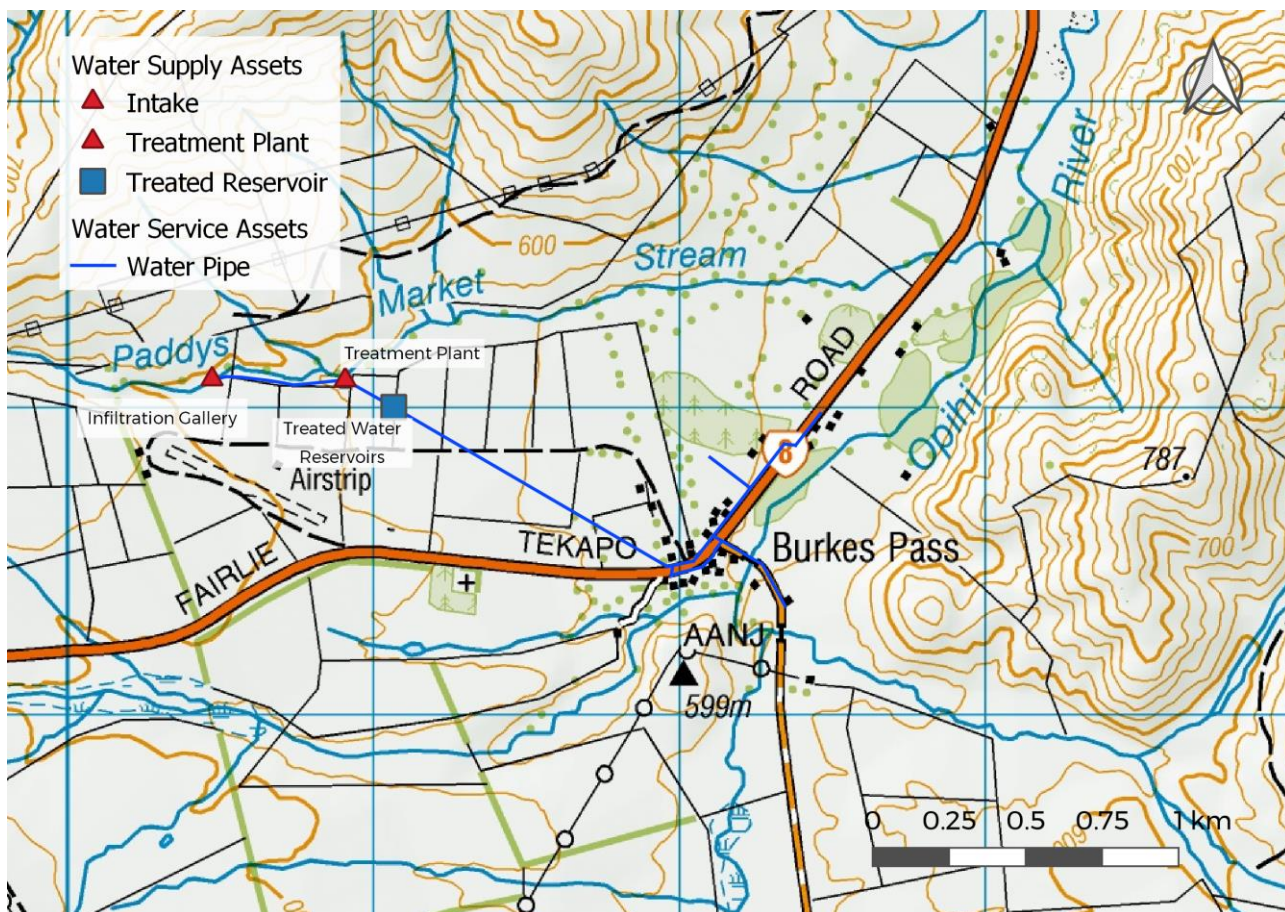 Water Supply Assets
Intake
Treatment Plant
Treated Reservoir
Water Service Assets
Water Pipe
600
700
River
Stream
Market
Paddys
Treatment Plant
ROAD
Infiltration Gallery
Treated Water
Reservoirs
Airstrip
8
Opihi
787
TEKAPO
Burkes Pass
700
FAIRLIE
AANJ
599m
0 0.25 0.5 0.75 1 km
600